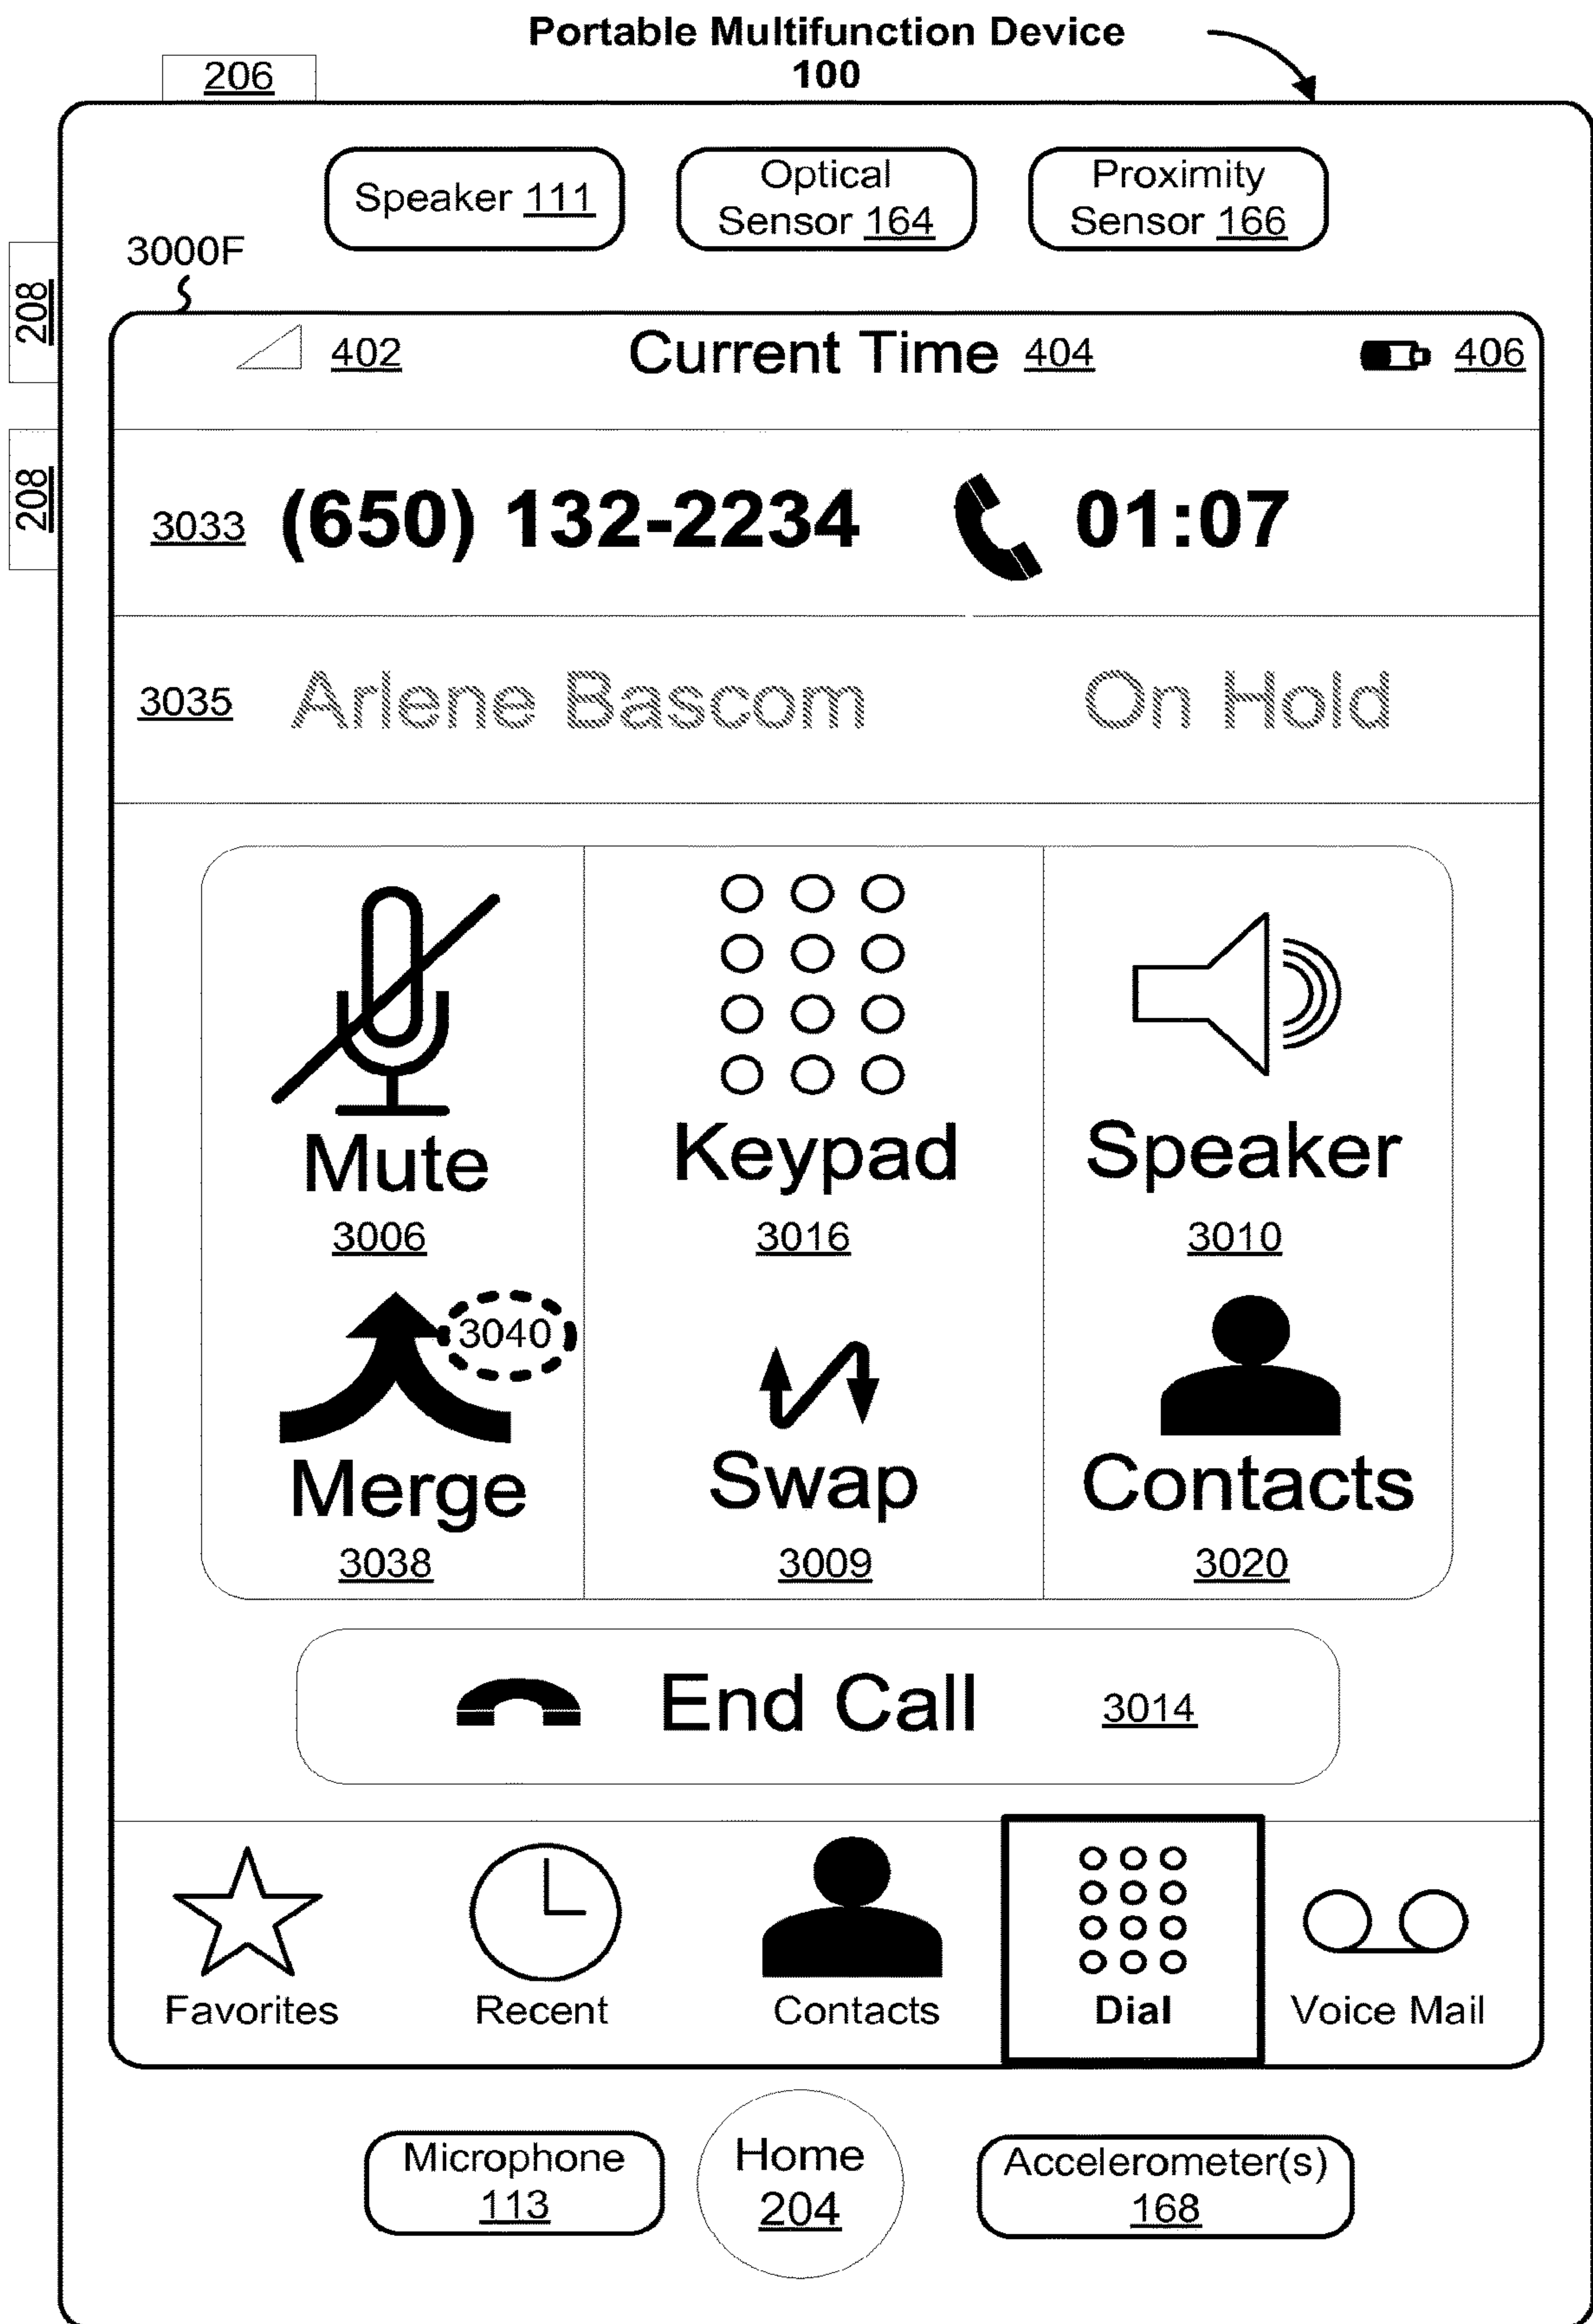 Portable Multifunction Device
100
206
Speaker 111
Optical
Sensor 164
Proximity
Sensor 166
3000F
208
402
Current Time 404
406
208
3033 (650) 132-2234 01:07
3035 Arlene Bascom On Hold
Mute
3006
Keypad
3016
Speaker
3010
3040
Merge
3038
Swap
3009
Contacts
3020
End Call 3014
Favorites
Recent
Contacts
Dial
Voice Mail
Microphone
113
Home
204
Accelerometer(s)
168